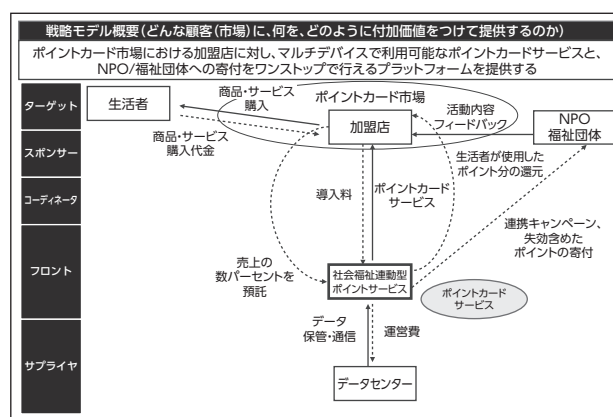 戦略モデル概要(どんな顧客(市場)に、何を、どのように付加価値をつけて提供するのか)
ポイントカード市場における加盟店に対し、マルチデバイスで利用可能なポイントカードサービスと、
NPO/福祉団体への寄付をワンストップで行えるプラットフォームを提供する
ターゲット
生活者
商品・サービス
購入
ポイントカード市場
加盟店
活動内容
フィードバック
NPO
福祉団体
商品・サービス
購入代金
スポンサー
生活者が使用した
ポイント分の還元
コーディネータ
導入料
ポイントカード
サービス
連携キャンペーン、
失効含めた
ポイントの寄付
フロント
売上の
数パーセントを
預託
社会福祉連動型
ポイントサービス
ポイントカード
サービス
データ
保管・通信
運営費
サプライヤ
データセンター